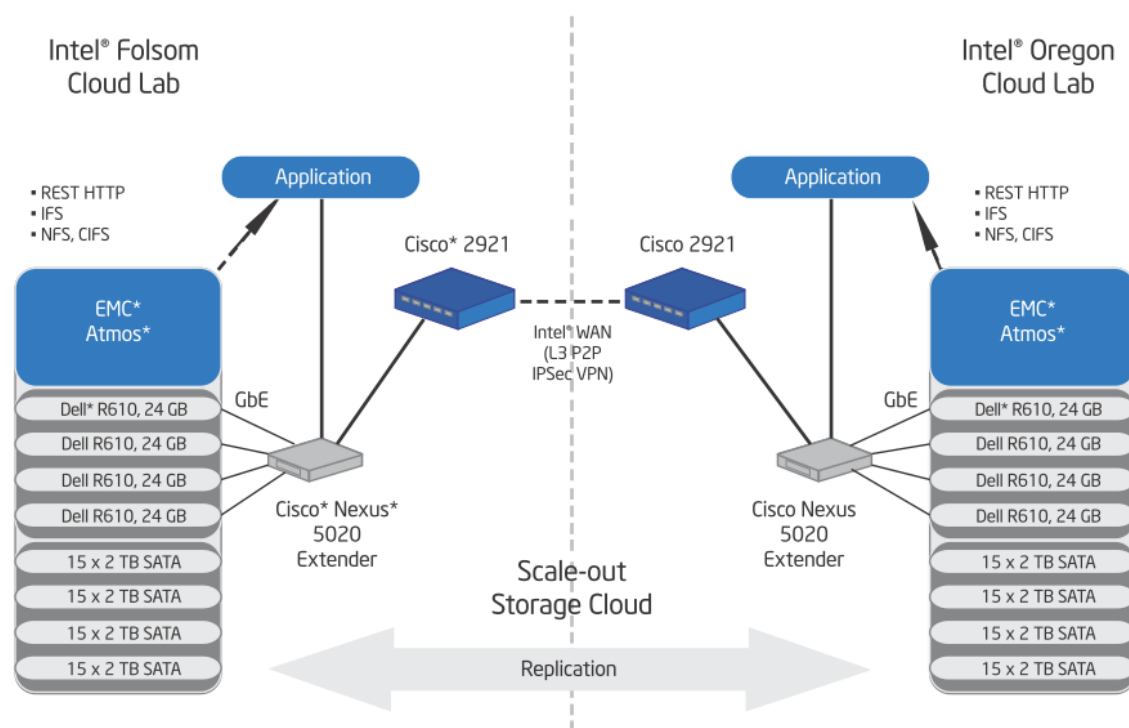 Intel® Folsom
Cloud Lab
Intel® Oregon
Cloud Lab
▪ REST HTTP
▪ IFS
▪ NFS, CIFS
Application
Cisco* 2921
EMC*
Atmos*
GbE
Dell* R610, 24 GB
Dell R610, 24 GB
Dell R610, 24 GB
Dell R610, 24 GB
15 x 2 TB SATA
15 x 2 TB SATA
15 x 2 TB SATA
15 x 2 TB SATA
Cisco* Nexus*
5020
Extender
Intel® WAN
(L3 P2P
IPSec VPN)
Application
▪ REST HTTP
▪ IFS
▪ NFS, CIFS
Cisco 2921
EMC*
Atmos*
GbE
Dell* R610, 24 GB
Dell R610, 24 GB
Dell R610, 24 GB
Dell R610, 24 GB
15 x 2 TB SATA
15 x 2 TB SATA
15 x 2 TB SATA
15 x 2 TB SATA
Cisco Nexus
5020
Extender
Scale-out
Storage Cloud
Replication